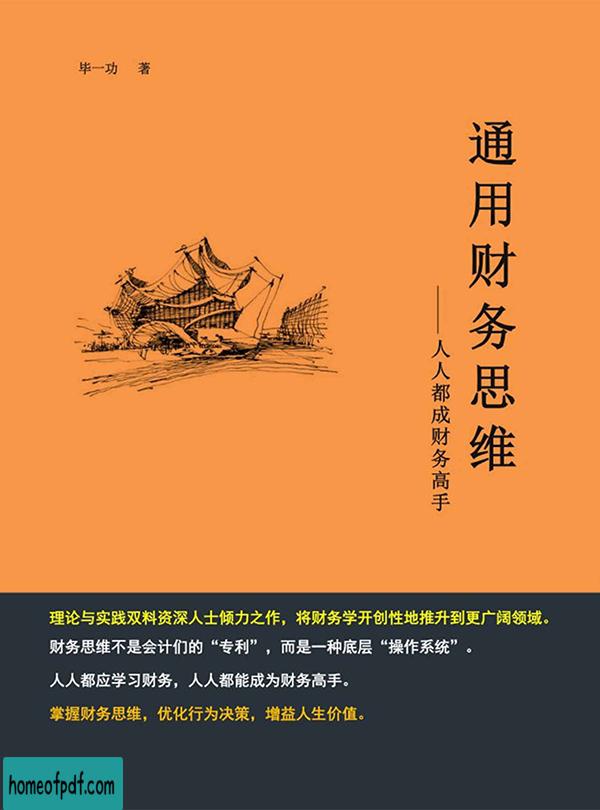 毕一功 著
通用财务思维
——人人都成财务高手
理论与实践双料资深人士倾力之作，将财务学开创性地推升到更广阔领域。
财务思维不是会计们的“专利”，而是一种底层“操作系统”。
人人都应学习财务，人人都能成为财务高手。
掌握财务思维，优化行为决策，增益人生价值。
homeofpdf.com